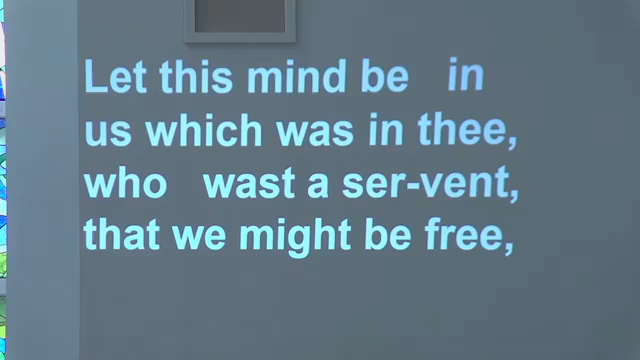 Let this mind be in
us which was in thee,
who wast a ser-vent,
that we might be free,